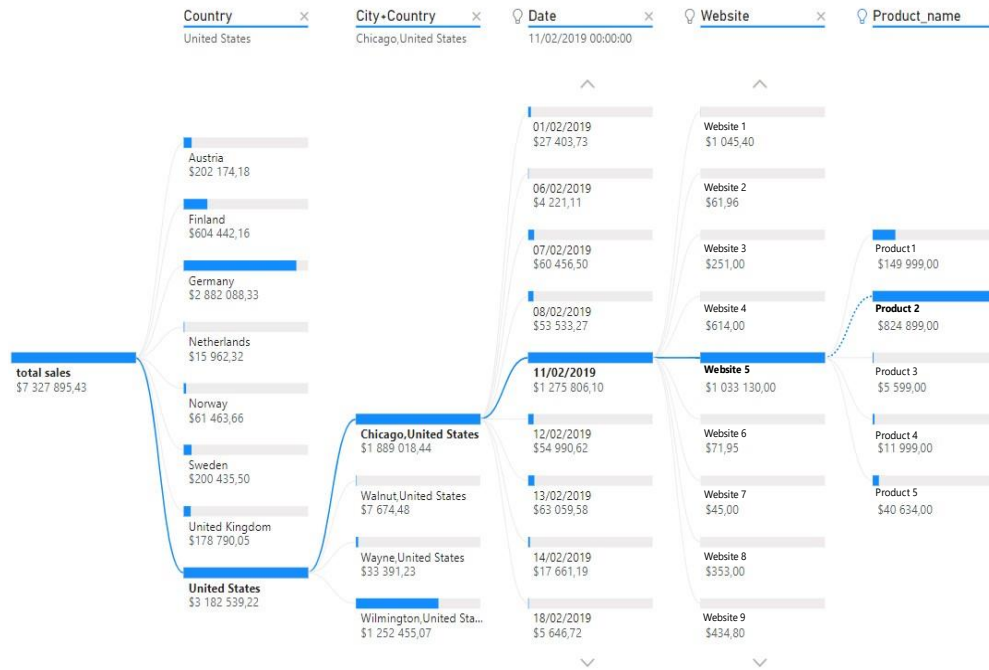 Country
United States
City•Country
Chicago,United States
Date
11/02/2019 00:00:00
Website
Product_name
total sales
$7 327 895,43
Austria
$202 174,18
Finland
$604 442,16
Germany
$2 882 088,33
Netherlands
$15 962,32
Norway
$61 463,66
Sweden
$200 435,50
United Kingdom
$178 790,05
United States
$3 182 539,22
Chicago,United States
$1 889 018,44
Walnut,United States
$7 674,48
Wayne,United States
$33 391,23
Wilmington,United Sta...
$1 252 455,07
01/02/2019
$27 403,73
06/02/2019
$4 221,11
07/02/2019
$60 456,50
08/02/2019
$53 533,27
11/02/2019
$1 275 806,10
12/02/2019
$54 990,62
13/02/2019
$63 059,58
14/02/2019
$17 661,19
18/02/2019
$5 646,72
Website 1
$1 045,40
Website 2
$61,96
Website 3
$251,00
Website 4
$614,00
Website 5
$1 033 130,00
Website 6
$71,95
Website 7
$45,00
Website 8
$353,00
Website 9
$434,80
Product 1
$149 999,00
Product 2
$824 899,00
Product 3
$5 599,00
Product 4
$11 999,00
Product 5
$40 634,00